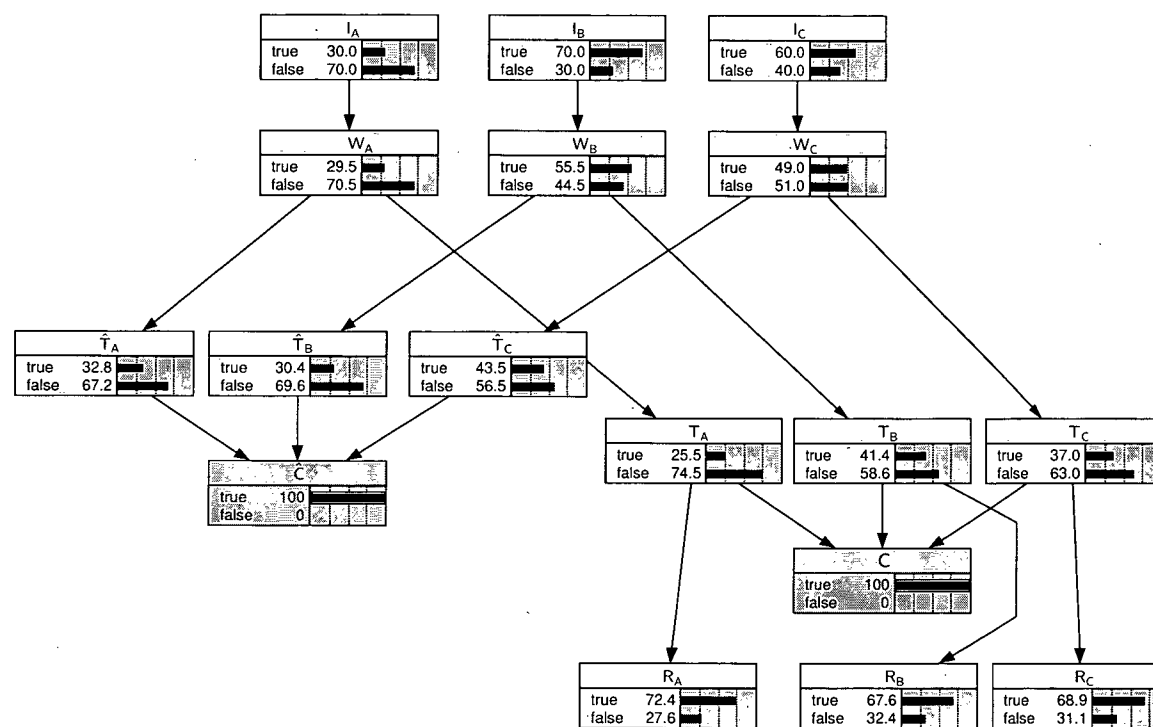 I_A
true 30.0
false 70.0
I_B
true 70.0
false 30.0
I_C
true 60.0
false 40.0
W_A
true 29.5
false 70.5
W_B
true 55.5
false 44.5
W_C
true 49.0
false 51.0
T̂_A
true 32.8
false 67.2
T̂_B
true 30.4
false 69.6
T̂_C
true 43.5
false 56.5
T_A
true 25.5
false 74.5
T_B
true 41.4
false 58.6
T_C
true 37.0
false 63.0
Ĉ
true 100
false 0
C
true 100
false 0
R_A
true 72.4
false 27.6
R_B
true 67.6
false 32.4
R_C
true 68.9
false 31.1